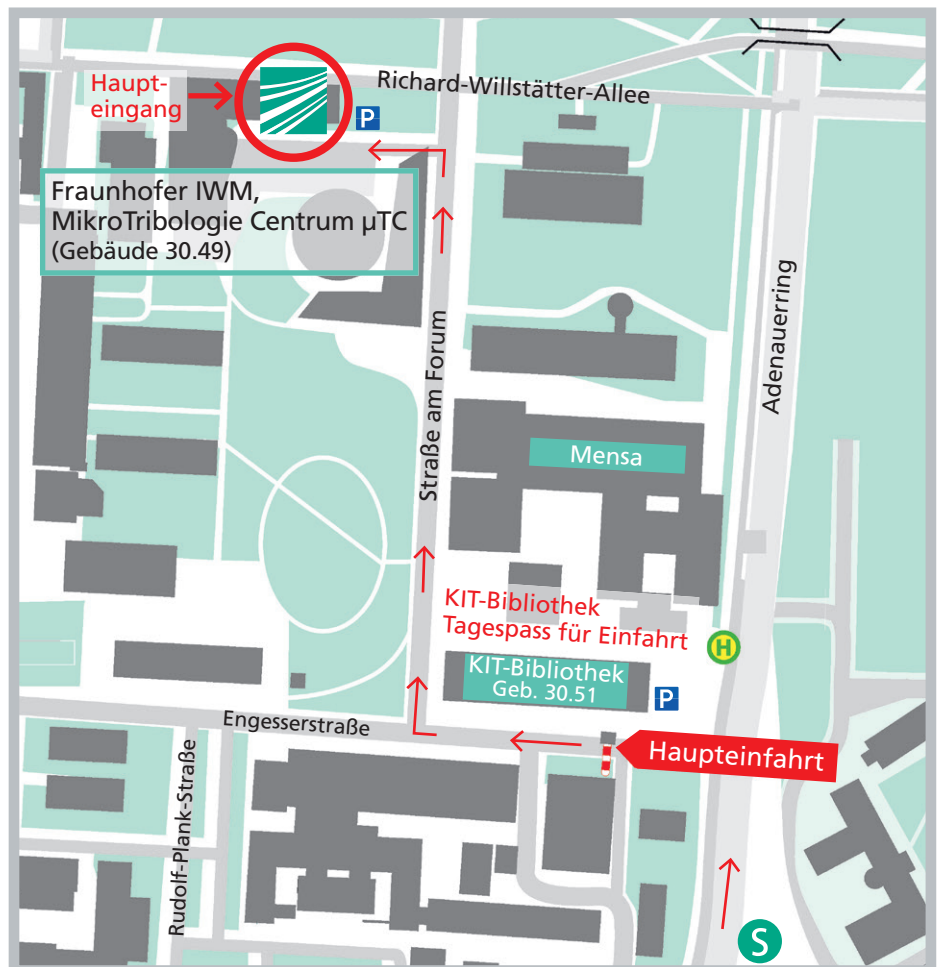 Richard-Willstätter-Allee
Haupt-
eingang
P
Fraunhofer IWM,
MikroTribologie Centrum µTC
(Gebäude 30.49)
Adenauerring
Straße am Forum
Mensa
KIT-Bibliothek
Tagespass für Einfahrt
H
KIT-Bibliothek
Geb. 30.51
P
Engesserstraße
Haupteinfahrt
Rudolf-Plank-Straße
S